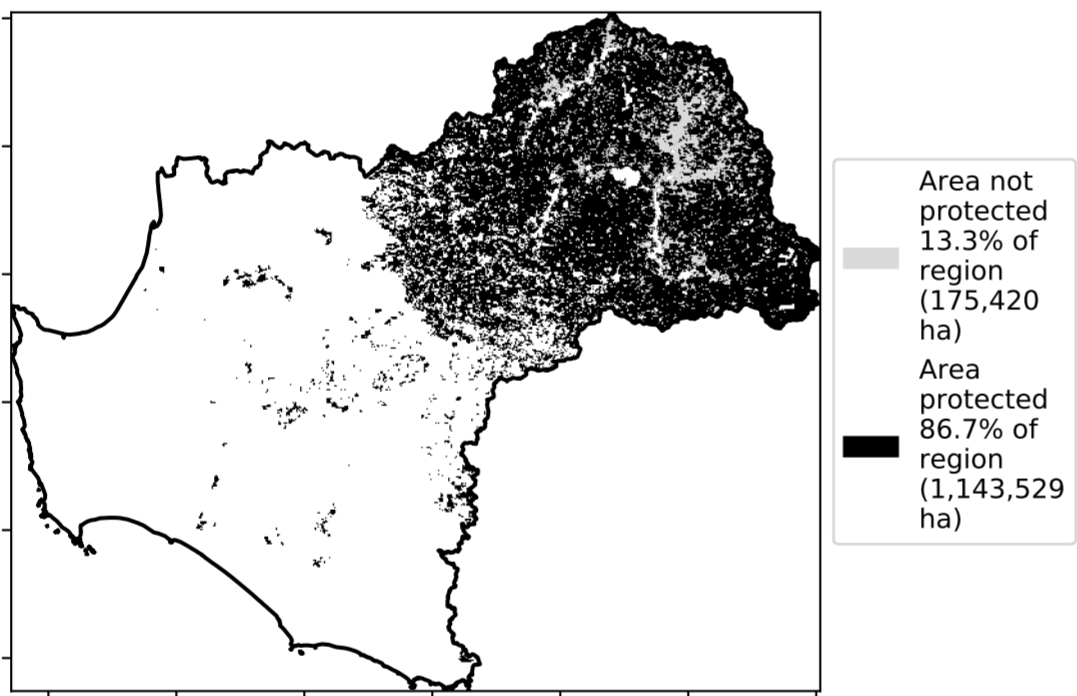 Area not
protected
13.3% of
region
(175,420
ha)
Area
protected
86.7% of
region
(1,143,529
ha)